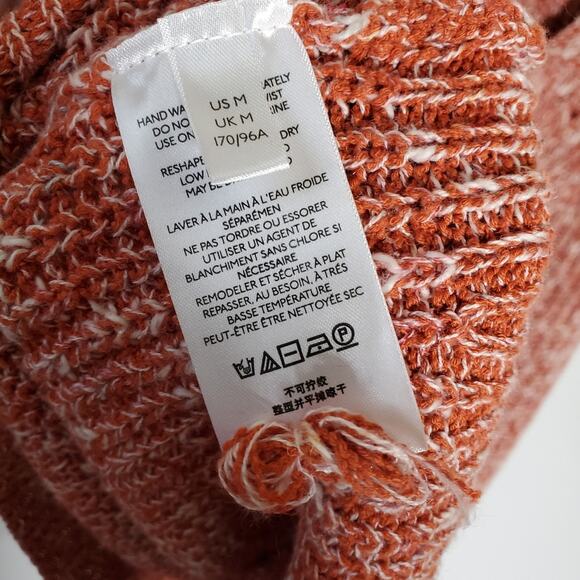 US M
UK M
170/96A
HAND WA
ATELY
DO NO
IST
USE ON
INE
RESHAPE
DRY
LOW
MAY BE
LAVER À LA MAIN À L'EAU FROIDE
SÉPARÉMEN
NE PAS TORDRE OU ESSORER
UTILISER UN AGENT DE
BLANCHIMENT SANS CHLORE SI
NÉCESSAIRE
REMODELER ET SÉCHER À PLAT
REPASSER, AU BESOIN, À TRÉS
BASSE TEMPÉRATURE
PEUT-ÊTRE ÊTRE NETTOYÉE SEC
P
不可拧绞
整型并平摊晾干